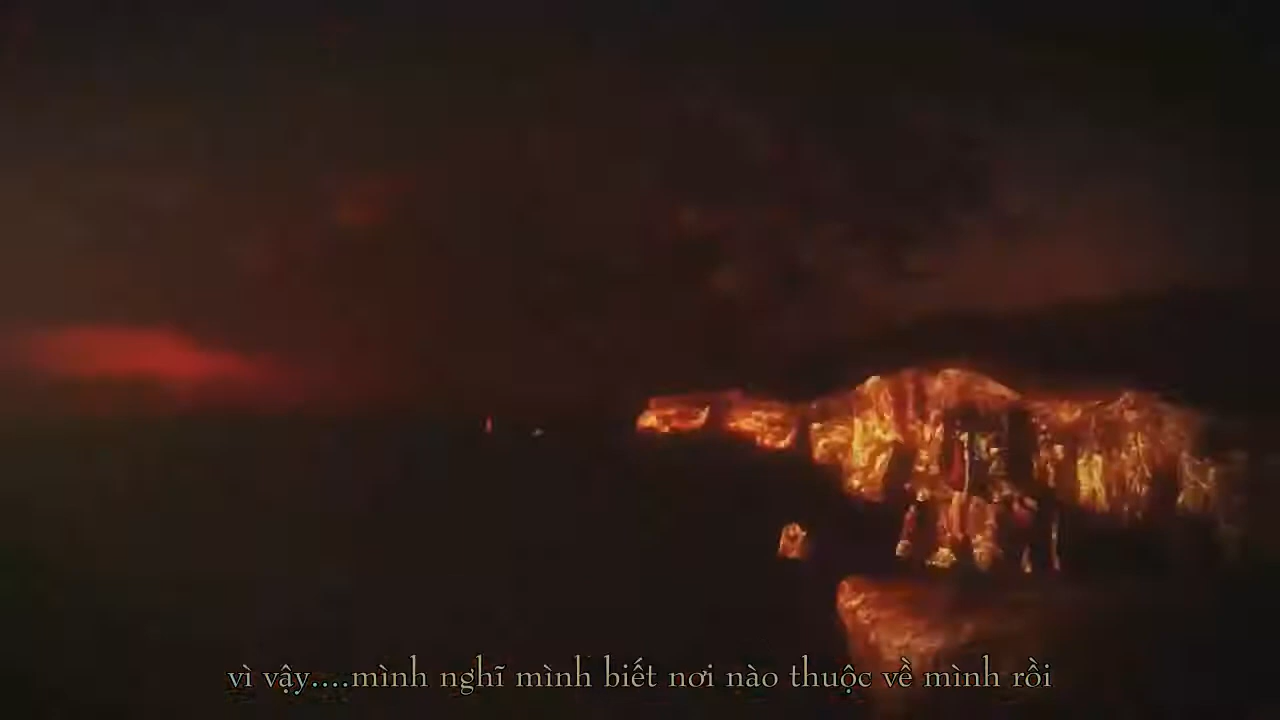 vì vậy....mình nghĩ mình biết nơi nào thuộc về mình rồi